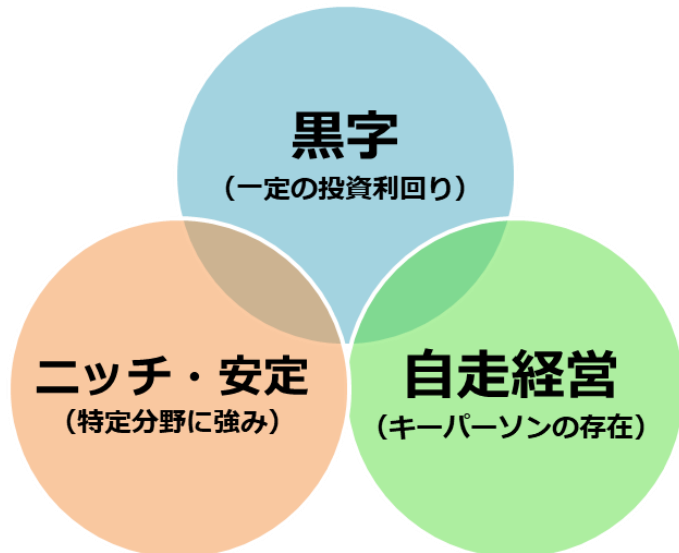 黒字
（一定の投資利回り）
ニッチ・安定
（特定分野に強み）
自走経営
（キーパーソンの存在）